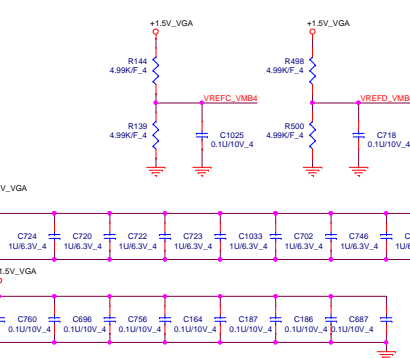 +1.5V_VGA
+1.5V_VGA
R144
4.99K/F_4
R498
4.99K/F_4
VREFC_VMB4
VREFD_VMB
R139
4.99K/F_4
C1025
0.1U/10V_4
R500
4.99K/F_4
C718
0.1U/10V_4
V_VGA
C724
1U/6.3V_4
C720
1U/6.3V_4
C722
1U/6.3V_4
C723
1U/6.3V_4
C1033
1U/6.3V_4
C702
1U/6.3V_4
C746
1U/6.3V_4
C
1U/6
1.5V_VGA
C760
0.1U/10V_4
C696
0.1U/10V_4
C756
0.1U/10V_4
C164
0.1U/10V_4
C187
0.1U/10V_4
C186
0.1U/10V_4
C687
0.1U/10V_4